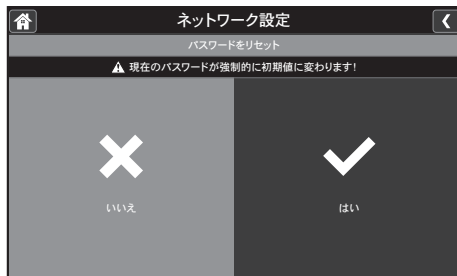 ネットワーク設定
パスワードをリセット
現在のパスワードが強制的に初期値に変わります!
いいえ
はい